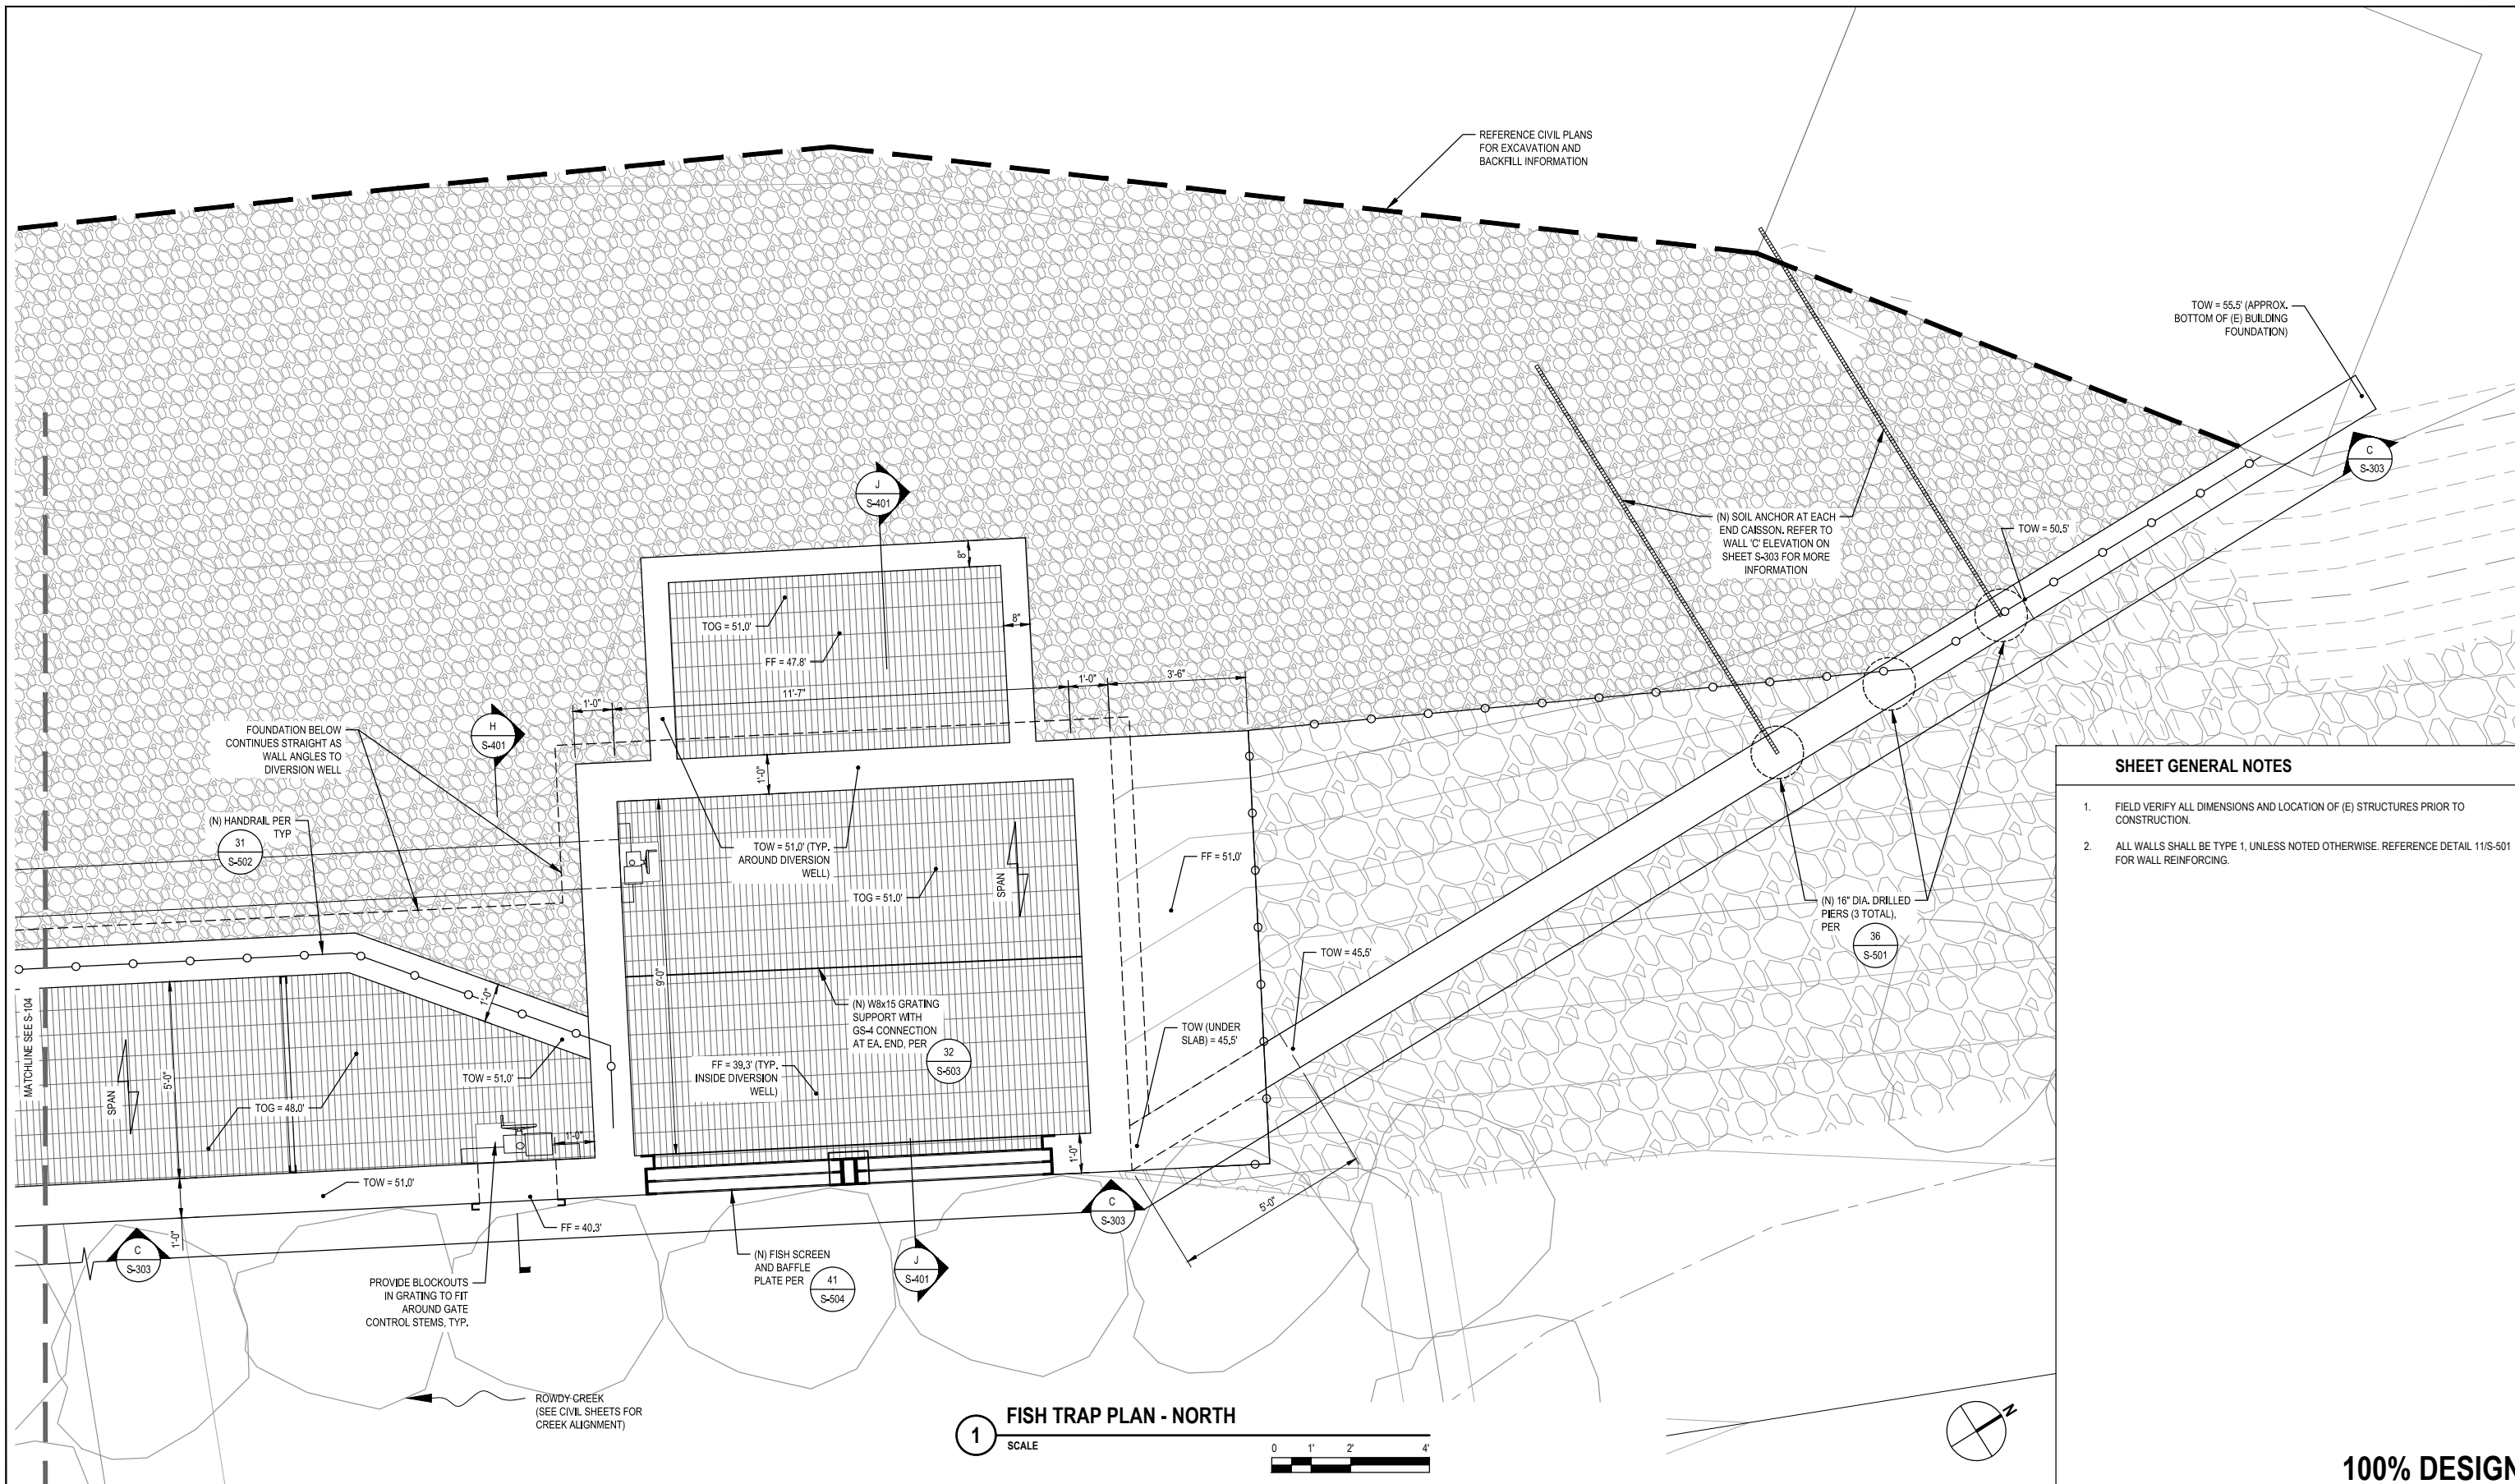 REFERENCE CIVIL PLANS
FOR EXCAVATION AND
BACKFILL INFORMATION
TOW = 55.5' (APPROX.
BOTTOM OF (E) BUILDING
FOUNDATION)
C
S-303
J
S-401
(N) SOIL ANCHOR AT EACH
END CAISSON. REFER TO
WALL 'C' ELEVATION ON
SHEET S-303 FOR MORE
INFORMATION
TOW = 50.5'
8"
8"
TOG = 51.0'
FF = 47.8'
1'-0"
11'-7"
1'-0"
3'-6"
H
S-401
FOUNDATION BELOW
CONTINUES STRAIGHT AS
WALL ANGLES TO
DIVERSION WELL
1'-0"
(N) HANDRAIL PER
TYP
31
S-502
TOW = 51.0' (TYP.
AROUND DIVERSION
WELL)
TOG = 51.0'
SPAN
FF = 51.0'
(N) 16" DIA. DRILLED
PIERS (3 TOTAL),
PER
36
S-501
TOW = 45.5'
9'-0"
(N) W8x15 GRATING
SUPPORT WITH
GS-4 CONNECTION
AT EA. END, PER
32
S-503
1'-0"
TOW (UNDER
SLAB) = 45.5'
MATCHLINE SEE S-104
SPAN
5'-0"
TOW = 51.0'
TOG = 48.0'
FF = 39.3' (TYP.
INSIDE DIVERSION
WELL)
1'-0"
1'-0"
TOW = 51.0'
FF = 40.3'
1'-0"
C
S-303
C
S-303
5'-0"
(N) FISH SCREEN
AND BAFFLE
PLATE PER
41
S-504
J
S-401
PROVIDE BLOCKOUTS
IN GRATING TO FIT
AROUND GATE
CONTROL STEMS, TYP.
ROWDY CREEK
(SEE CIVIL SHEETS FOR
CREEK ALIGNMENT)
1
FISH TRAP PLAN - NORTH
SCALE
0 1' 2' 4'
N
SHEET GENERAL NOTES
1. FIELD VERIFY ALL DIMENSIONS AND LOCATION OF (E) STRUCTURES PRIOR TO
CONSTRUCTION.
2. ALL WALLS SHALL BE TYPE 1, UNLESS NOTED OTHERWISE. REFERENCE DETAIL 11/S-501
FOR WALL REINFORCING.
100% DESIGN